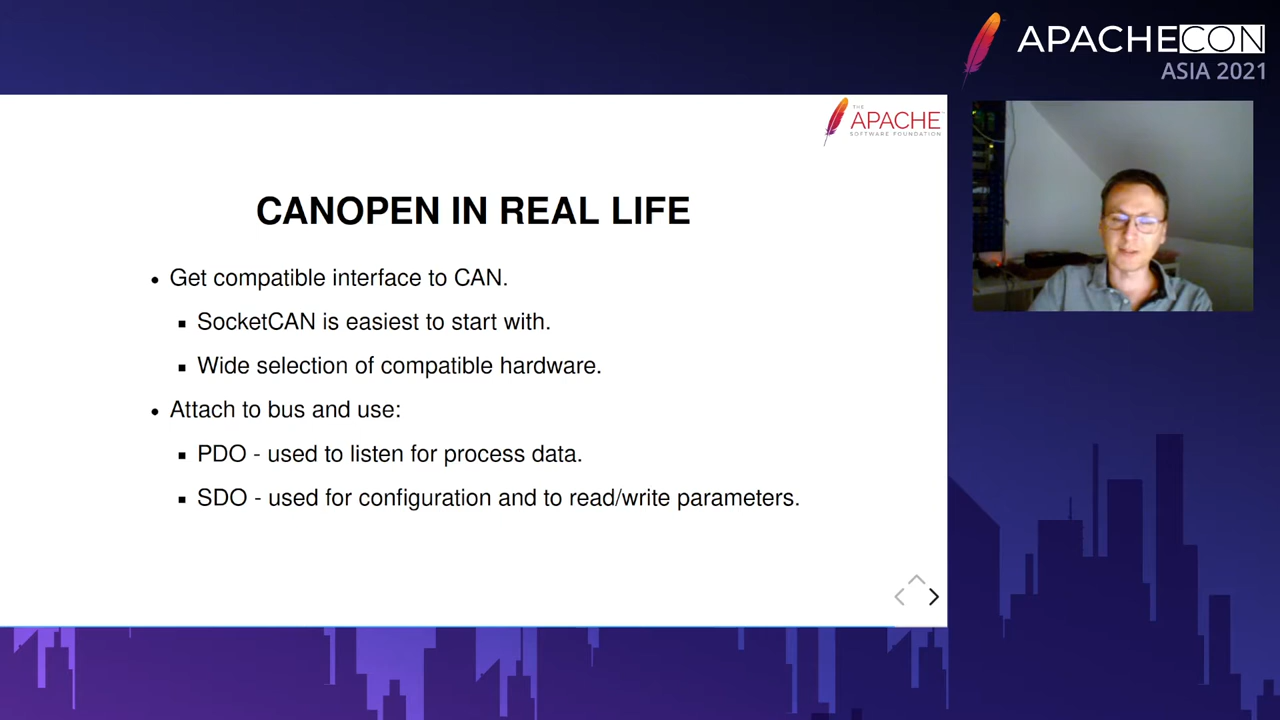 APACHECON
ASIA 2021
THE
APACHE
SOFTWARE FOUNDATION
CANOPEN IN REAL LIFE
Get compatible interface to CAN.
SocketCAN is easiest to start with.
Wide selection of compatible hardware.
Attach to bus and use:
PDO - used to listen for process data.
SDO - used for configuration and to read/write parameters.